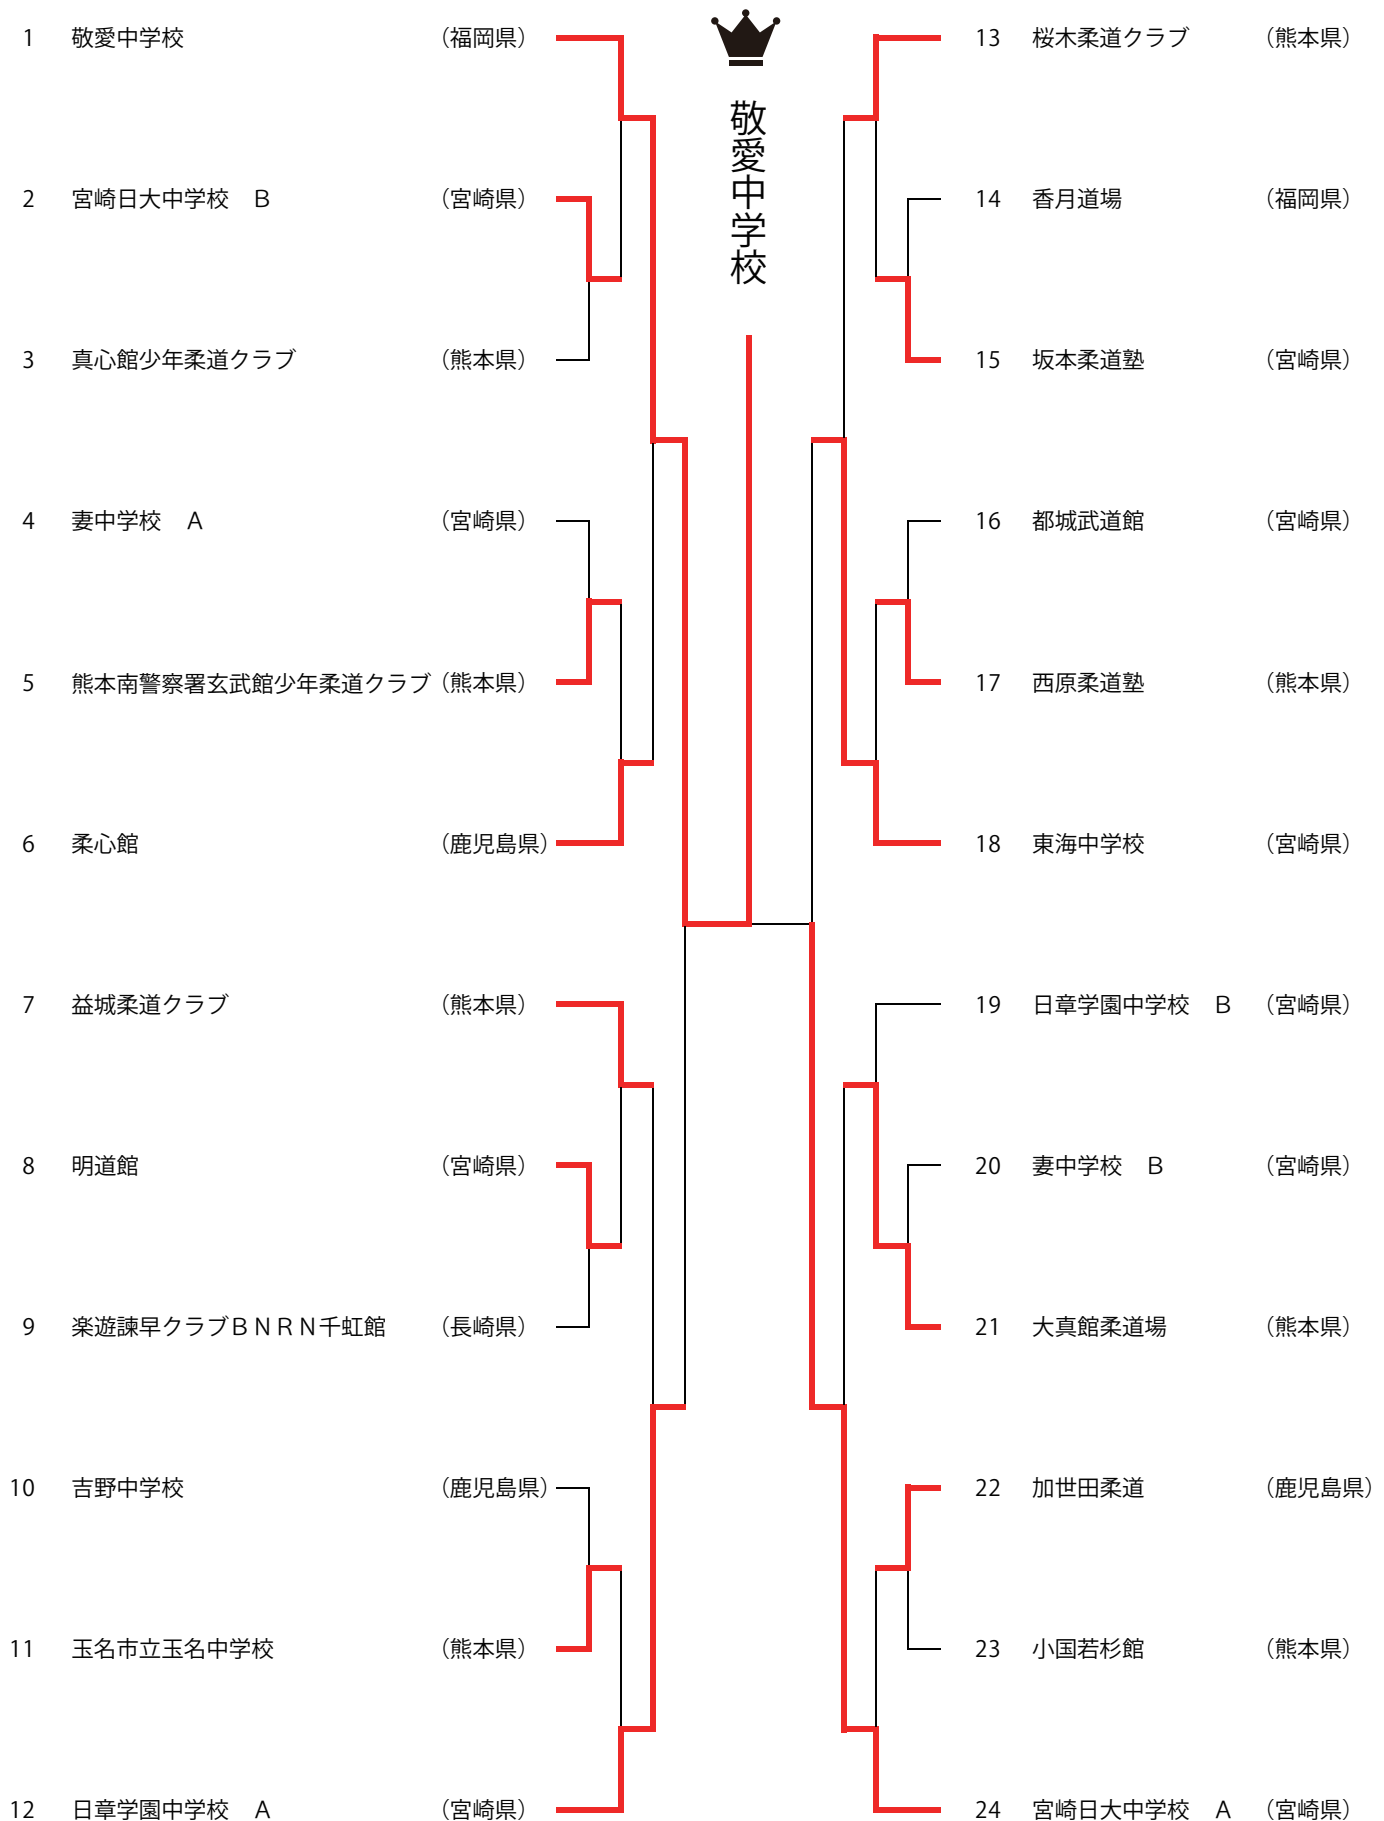 敬愛中学校
1 敬愛中学校 （福岡県）
2 宮崎日大中学校　Ｂ （宮崎県）
3 真心館少年柔道クラブ （熊本県）
4 妻中学校　Ａ （宮崎県）
5 熊本南警察署玄武館少年柔道クラブ （熊本県）
6 柔心館 （鹿児島県）
7 益城柔道クラブ （熊本県）
8 明道館 （宮崎県）
9 楽遊諫早クラブＢＮＲＮ千虹館 （長崎県）
10 吉野中学校 （鹿児島県）
11 玉名市立玉名中学校 （熊本県）
12 日章学園中学校　Ａ （宮崎県）
13 桜木柔道クラブ （熊本県）
14 香月道場 （福岡県）
15 坂本柔道塾 （宮崎県）
16 都城武道館 （宮崎県）
17 西原柔道塾 （熊本県）
18 東海中学校 （宮崎県）
19 日章学園中学校　Ｂ （宮崎県）
20 妻中学校　Ｂ （宮崎県）
21 大真館柔道場 （熊本県）
22 加世田柔道 （鹿児島県）
23 小国若杉館 （熊本県）
24 宮崎日大中学校　Ａ （宮崎県）